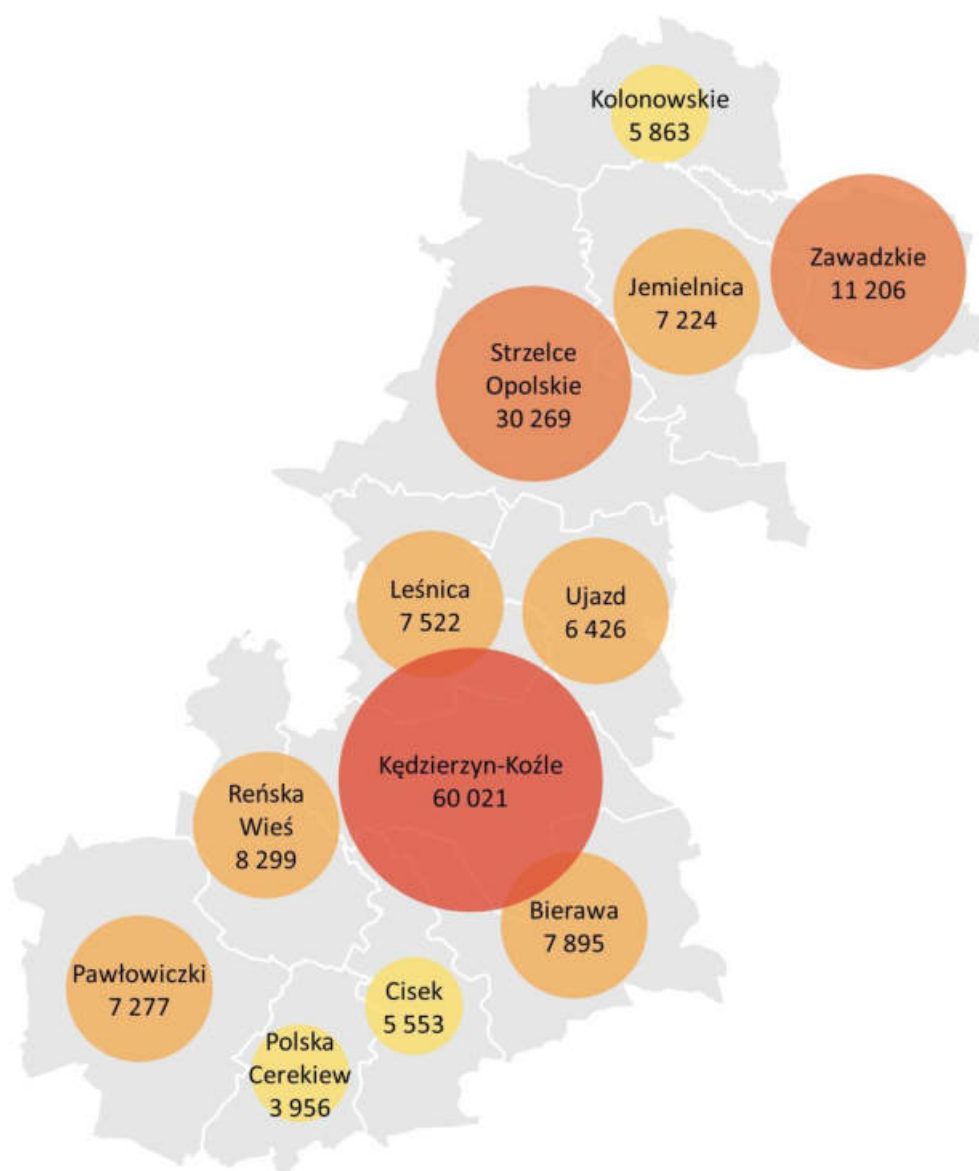 Kolonowskie
5 863
Zawadzkie
11 206
Jemielnica
7 224
Strzelce
Opolskie
30 269
Leśnica
7 522
Ujazd
6 426
Kędzierzyn-Koźle
60 021
Reńska
Wieś
8 299
Bierawa
7 895
Pawłowiczki
7 277
Cisek
5 553
Polska
Cerekiew
3 956